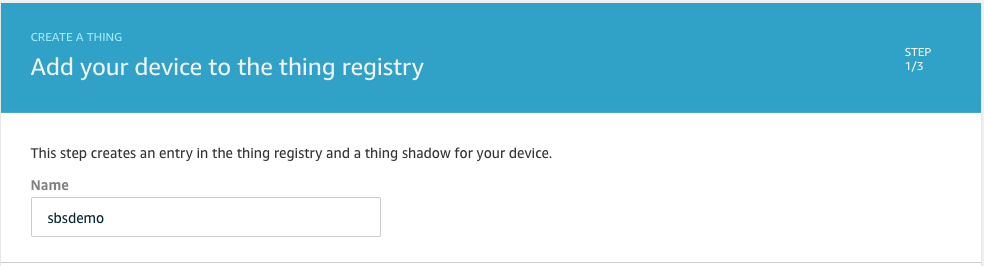 CREATE A THING
Add your device to the thing registry
STEP
1/3
This step creates an entry in the thing registry and a thing shadow for your device.
Name
sbsdemo